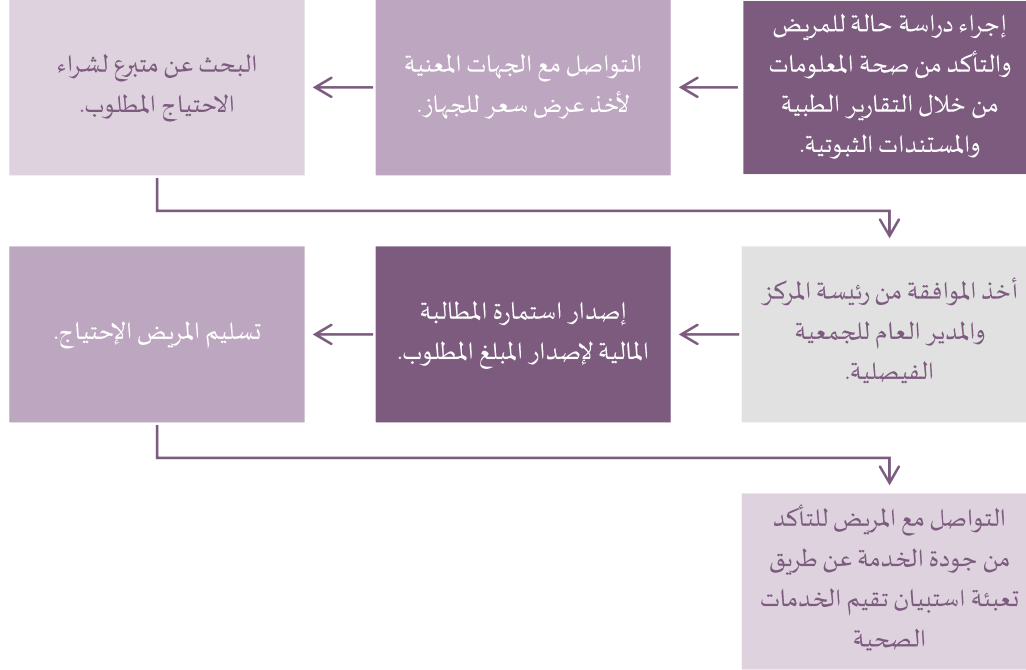 إجراء دراسة حالة للمريض
والتأكد من صحة المعلومات
من خلال التقارير الطبية
والمستندات الثبوتية.
التواصل مع الجهات المعنية
لأخذ عرض سعر للجهاز.
البحث عن متبرع لشراء
الاحتياج المطلوب.
أخذ الموافقة من رئيسة المركز
والمدير العام للجمعية
الفيصلية.
إصدار استمارة المطالبة
المالية لإصدار المبلغ المطلوب.
تسليم المريض الإحتياج.
التواصل مع المريض للتأكد
من جودة الخدمة عن طريق
تعبئة استبيان تقيم الخدمات
الصحية